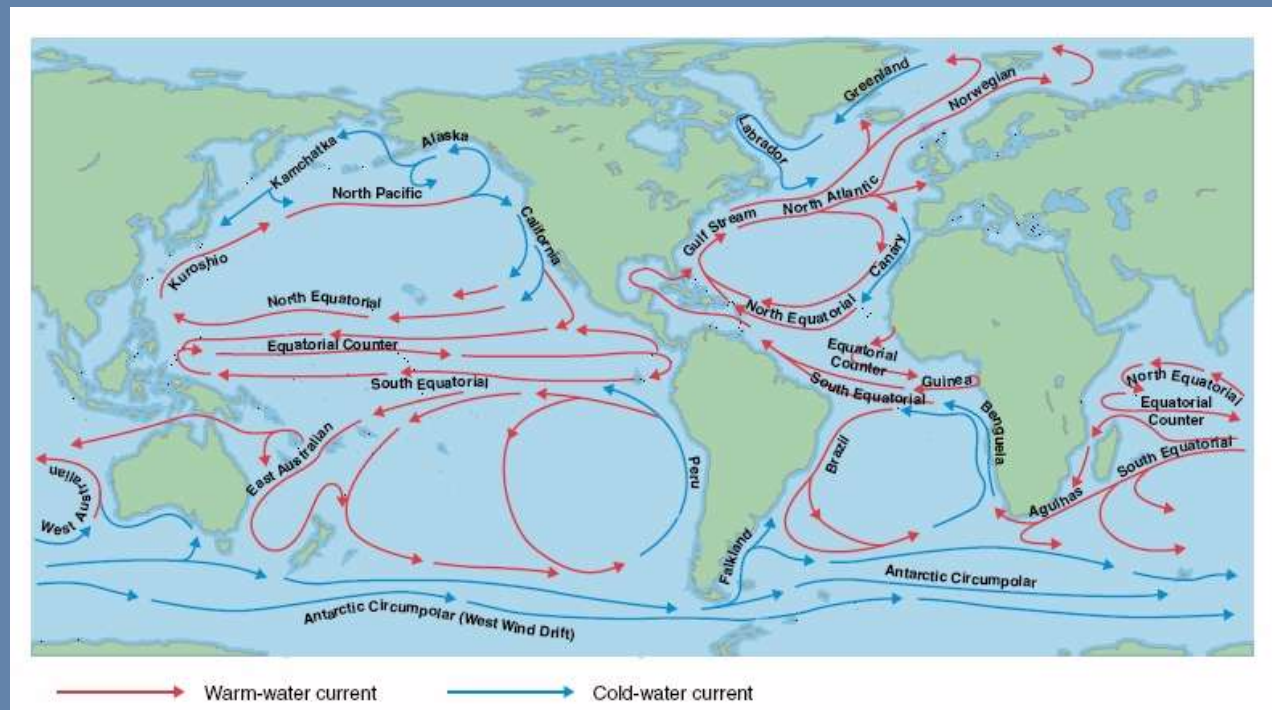 Greenland
Norwegian
Labrador
Alaska
Kamchatka
North Pacific
North Atlantic
Gulf Stream
California
Canary
Kuroshio
North Equatorial
North Equatorial
Equatorial Counter
Equatorial
Counter
South Equatorial
Guinea
South Equatorial
North Equatorial
Equatorial
Counter
South Equatorial
Benguela
Brazil
Peru
East Australian
West Australian
Agulhas
Falkland
Antarctic Circumpolar
Antarctic Circumpolar (West Wind Drift)
Warm-water current
Cold-water current